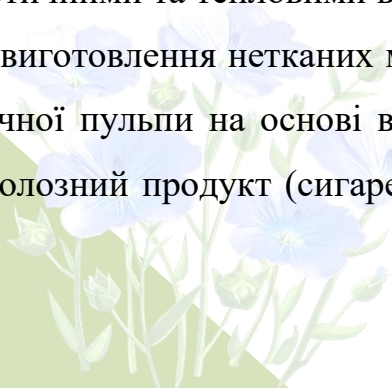 тичними та тепловими в
виготовлення нетканих м
чної пульпи на основі в
олозний продукт (сигаре